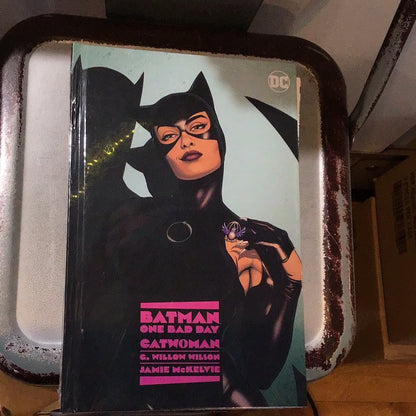 DC
BATMAN
ONE BAD DAY
CATWOMAN
G. WILLOW WILSON
JAMIE McKELVIE